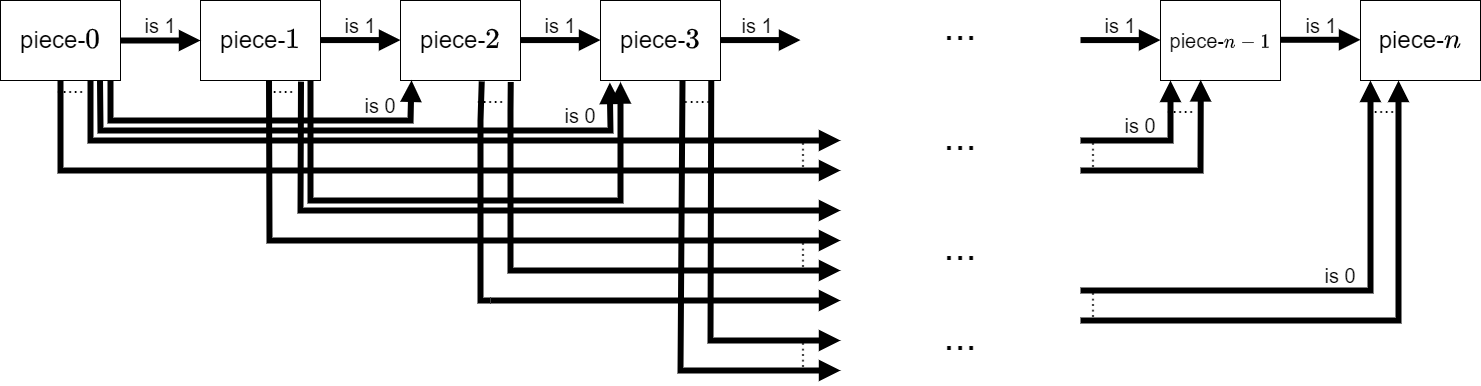 is 1 is 1 is 1 is 1 is 1 is 1
piece-0 piece-1 piece-2 piece-3 ... piece-n − 1 piece-n
.... .... .... .... .... ....
is 0 is 0 is 0
...
...
is 0
...